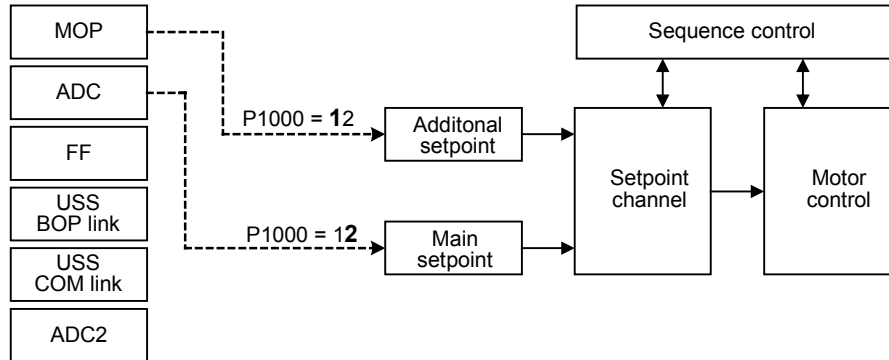 MOP
ADC
FF
USS
BOP link
USS
COM link
ADC2
P1000 = 12
P1000 = 12
Additonal
setpoint
Main
setpoint
Sequence control
Setpoint
channel
Motor
control